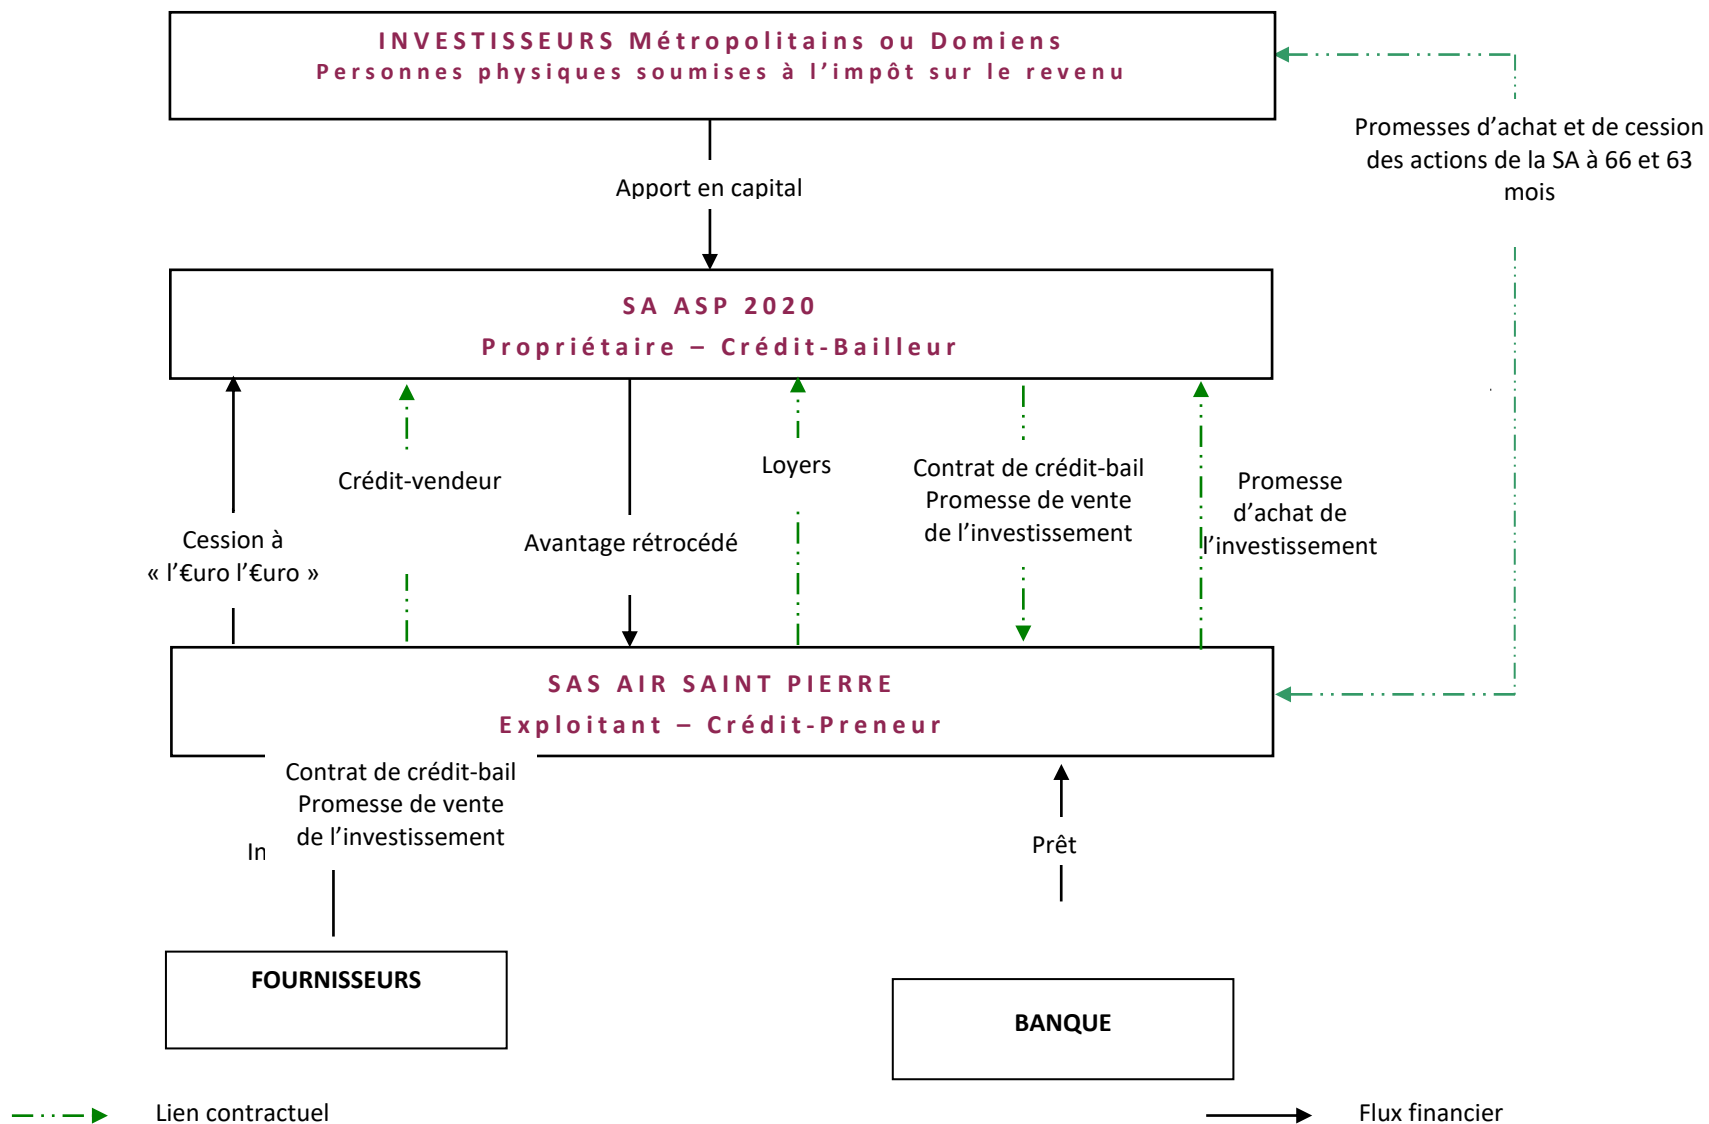 INVESTISSEURS Métropolitains ou Domiens
Personnes physiques soumises à l’impôt sur le revenu
Promesses d’achat et de cession
des actions de la SA à 66 et 63
mois
Apport en capital
SA ASP 2020
Propriétaire – Crédit-Bailleur
Cession à
« l’€uro l’€uro »
Crédit-vendeur
Avantage rétrocédé
Loyers
Contrat de crédit-bail
Promesse de vente
de l’investissement
Promesse
d’achat de
l’investissement
SAS AIR SAINT PIERRE
Exploitant – Crédit-Preneur
Contrat de crédit-bail
Promesse de vente
de l’investissement
Prêt
FOURNISSEURS
BANQUE
Lien contractuel
Flux financier